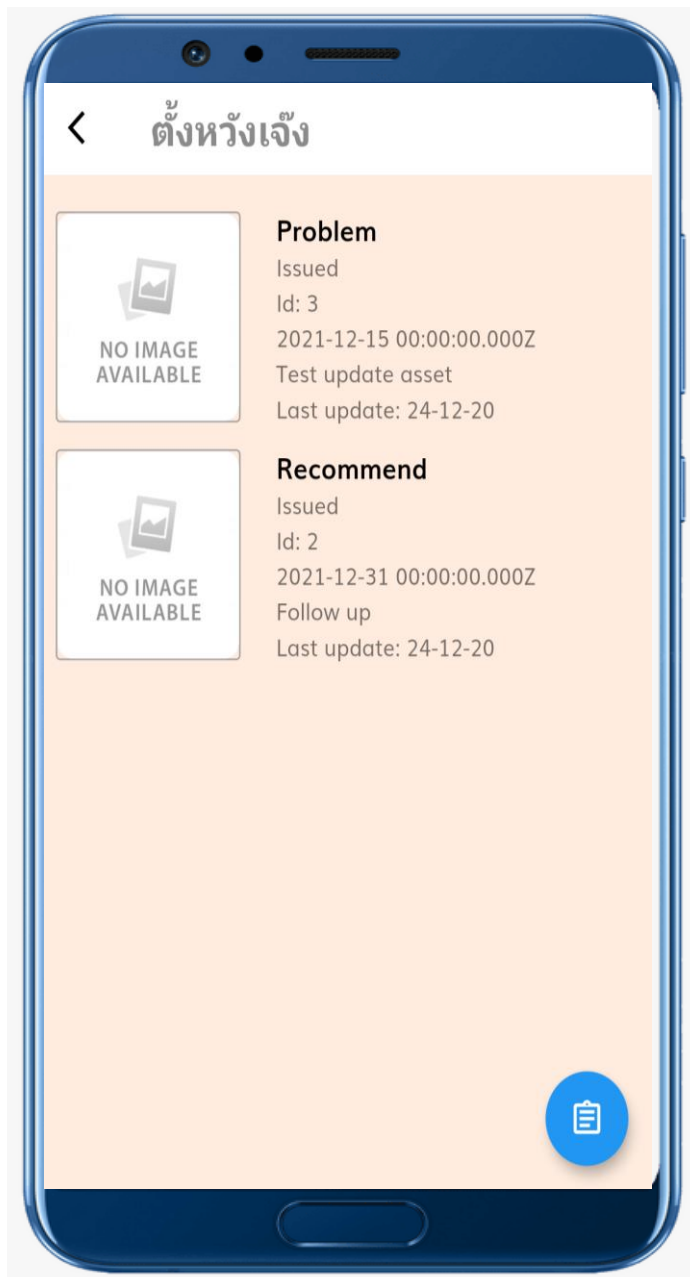 ตั้งหวังเจ๊ง
NO IMAGE
AVAILABLE
Problem
Issued
Id: 3
2021-12-15 00:00:00.000Z
Test update asset
Last update: 24-12-20
NO IMAGE
AVAILABLE
Recommend
Issued
Id: 2
2021-12-31 00:00:00.000Z
Follow up
Last update: 24-12-20